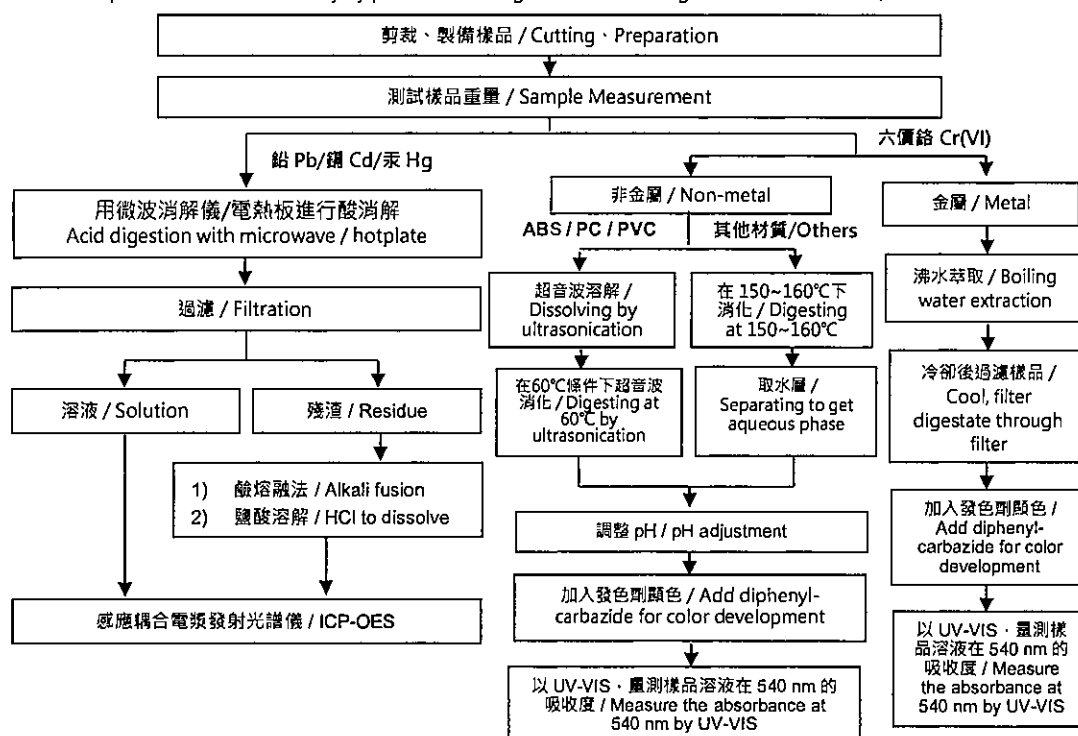 剪裁、製備樣品 / Cutting、Preparation
測試樣品重量 / Sample Measurement
鉛 Pb/鎘 Cd/汞 Hg
六價鉻 Cr(VI)
用微波消解儀/電熱板進行酸消解
Acid digestion with microwave / hotplate
非金屬 / Non-metal
金屬 / Metal
ABS / PC / PVC
其他材質/Others
過濾 / Filtration
超音波溶解 /
Dissolving by
ultrasonication
在 150~160℃下
消化 / Digesting
at 150~160℃
沸水萃取 / Boiling
water extraction
溶液 / Solution
殘渣 / Residue
在60℃條件下超音波
消化 / Digesting at
60℃ by
ultrasonication
取水層 /
Separating to get
aqueous phase
冷卻後過濾樣品 /
Cool, filter
digestate through
filter
1) 鹼熔融法 / Alkali fusion
2) 鹽酸溶解 / HCl to dissolve
調整 pH / pH adjustment
加入發色劑顯色 /
Add diphenyl-
carbazide for color
development
感應耦合電漿發射光譜儀 / ICP-OES
加入發色劑顯色 / Add diphenyl-
carbazide for color development
以 UV-VIS，量測樣品溶液在 540 nm 的
吸收度 / Measure the absorbance at
540 nm by UV-VIS
以 UV-VIS，量測樣
品溶液在 540 nm 的
吸收度 / Measure
the absorbance at
540 nm by UV-VIS